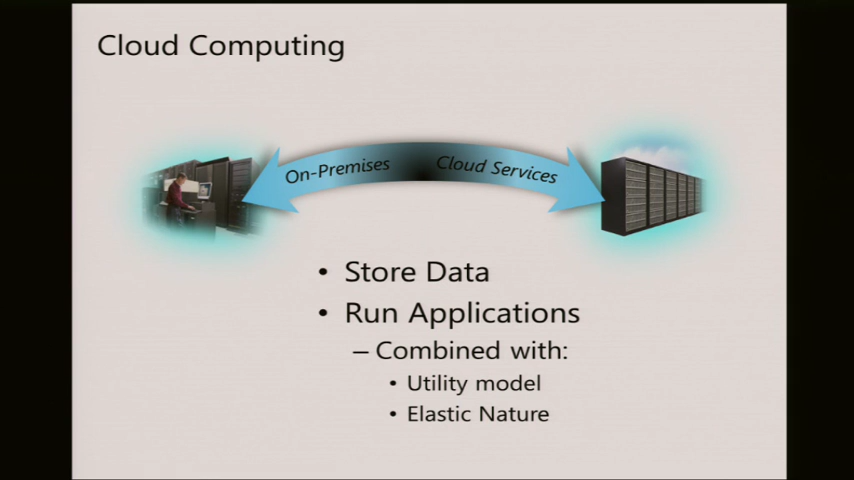 Cloud Computing
On-Premises
Cloud Services
• Store Data
• Run Applications
– Combined with:
• Utility model
• Elastic Nature